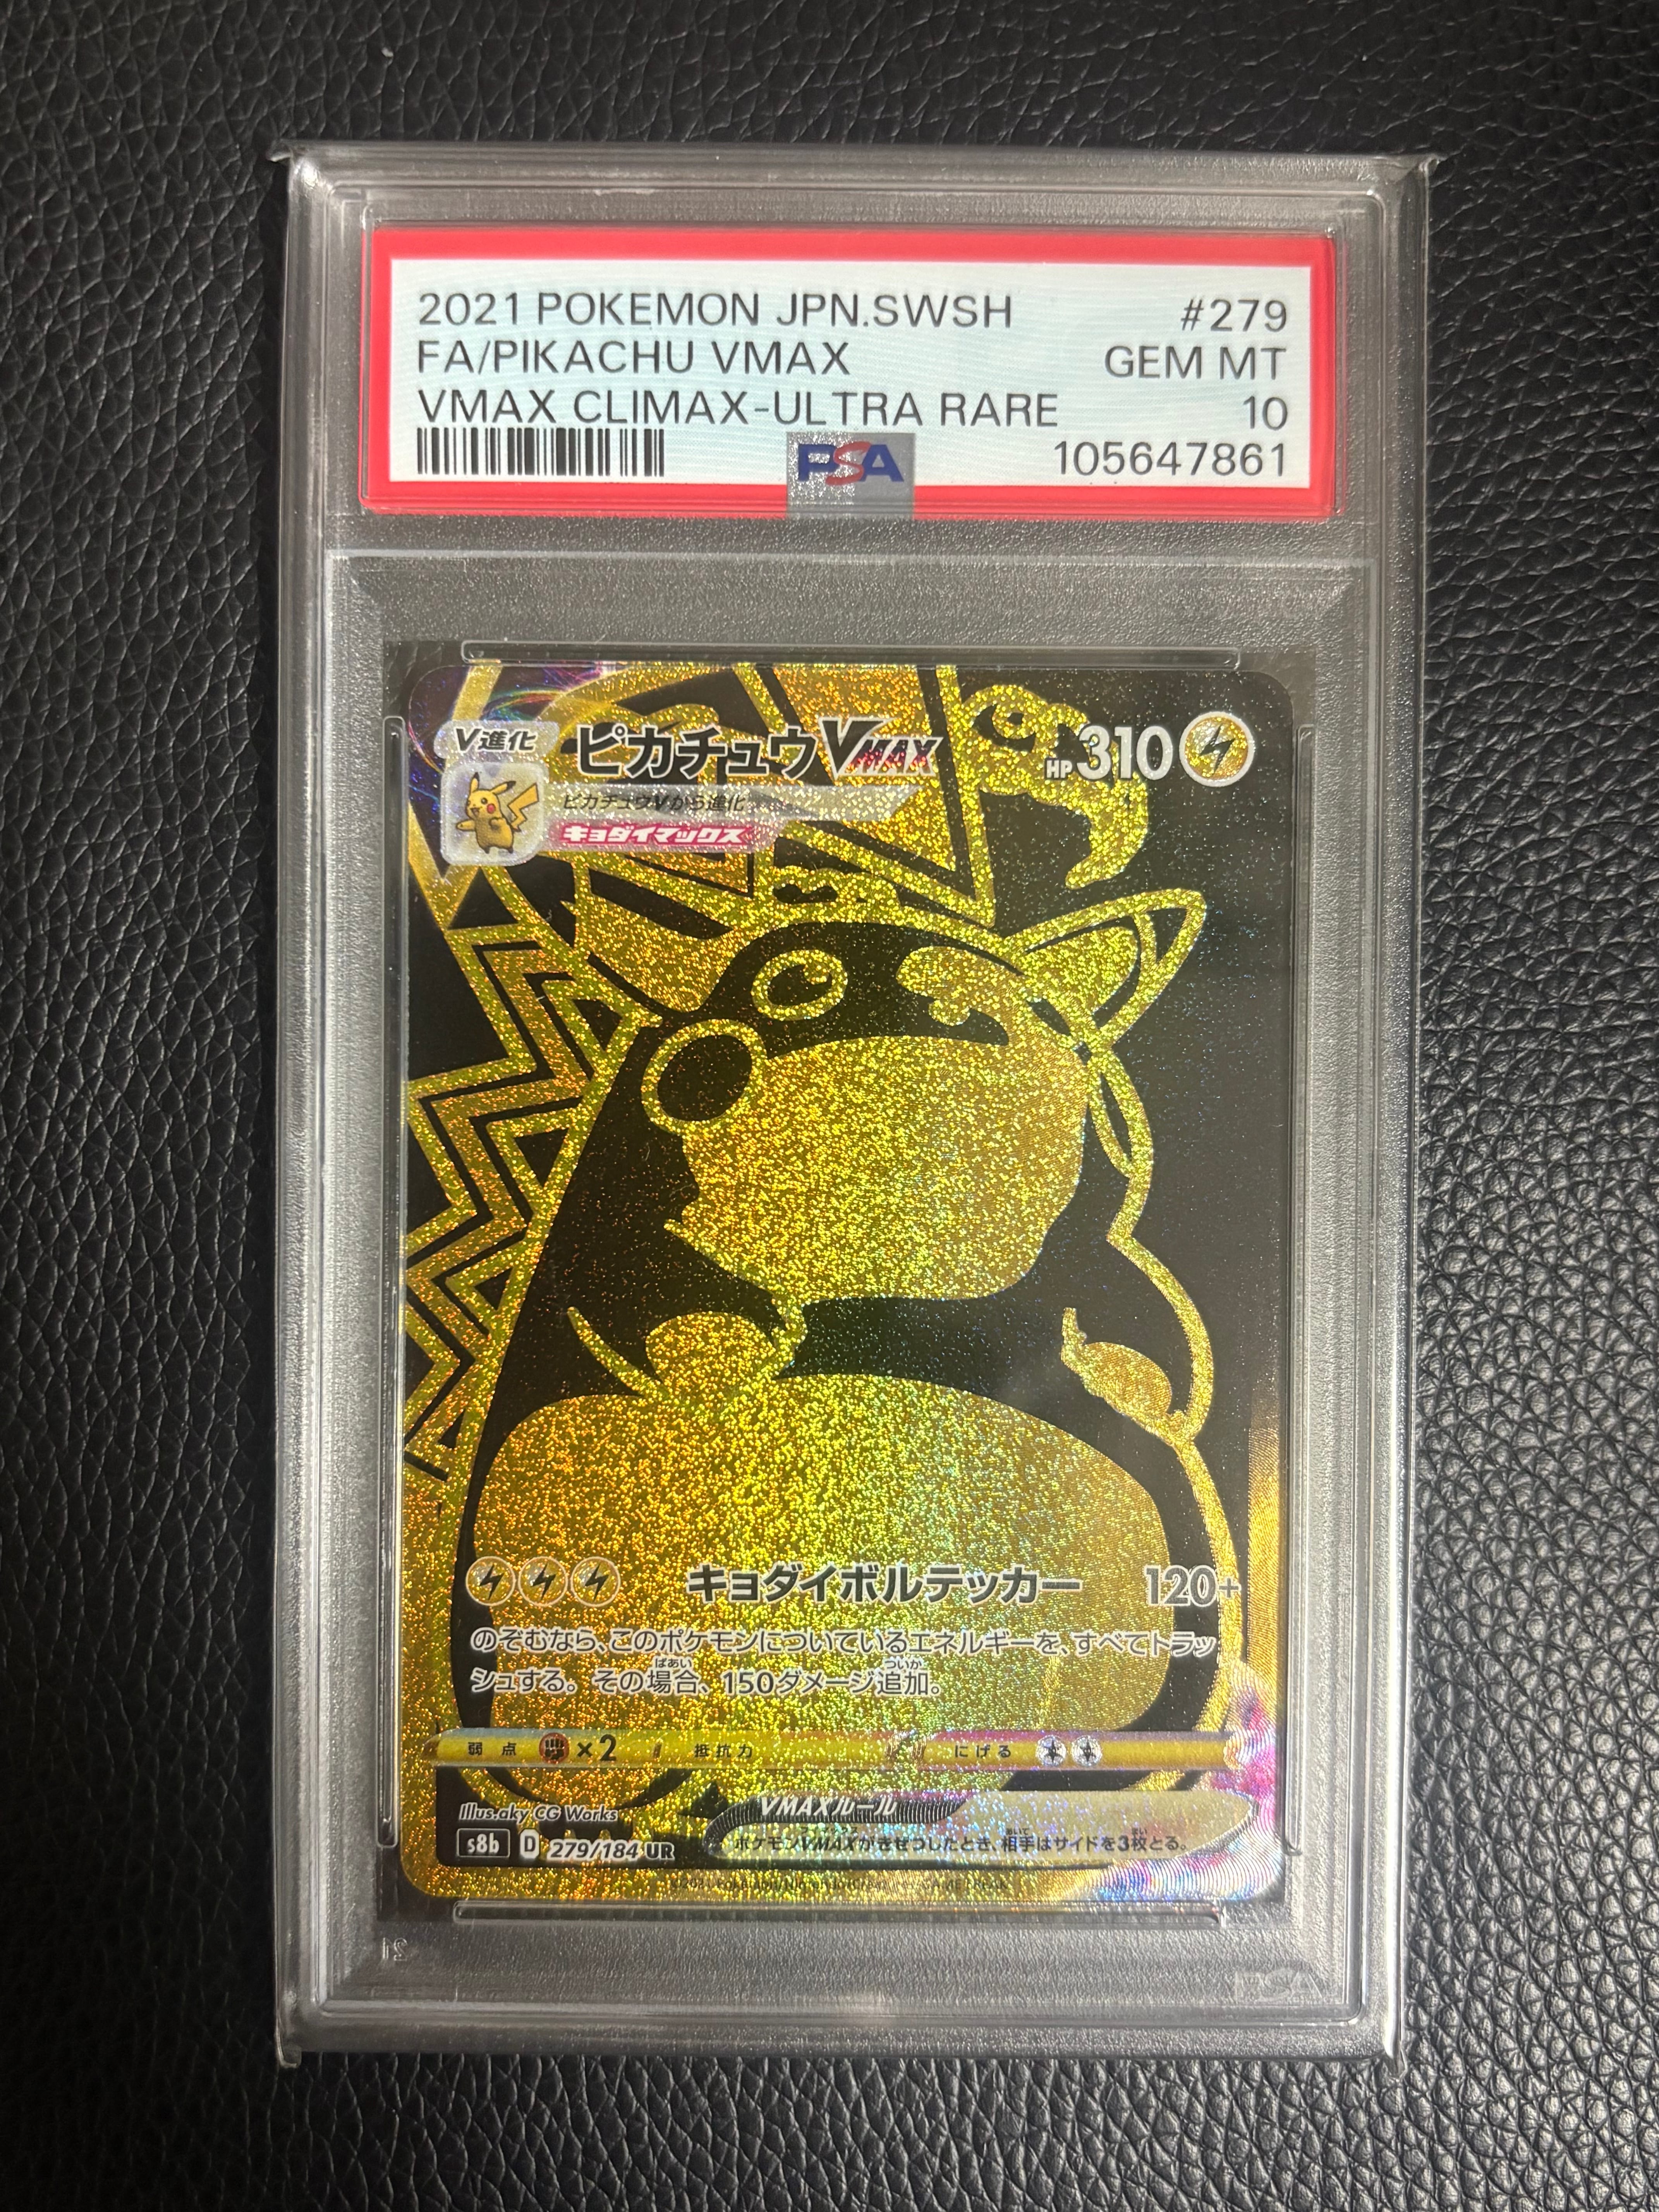 2021 POKEMON JPN.SWSH #279
FA/PIKACHU VMAX GEM MT
VMAX CLIMAX-ULTRA RARE 10
PSA 105647861
V進化 ピカチュウVMAX HP310
ピカチュウVから進化
キョダイマックス
キョダイボルテッカー 120+
のぞむなら、このポケモンについているエネルギーを、すべてトラッ
シュする。その場合、150ダメージ追加。
弱点 ×2 抵抗力 にげる
Illus.aky CG Works VMAXルール
s8b D 279/184 UR ポケモンVMAXがきぜつしたとき、相手はサイドを3枚とる。
PSA